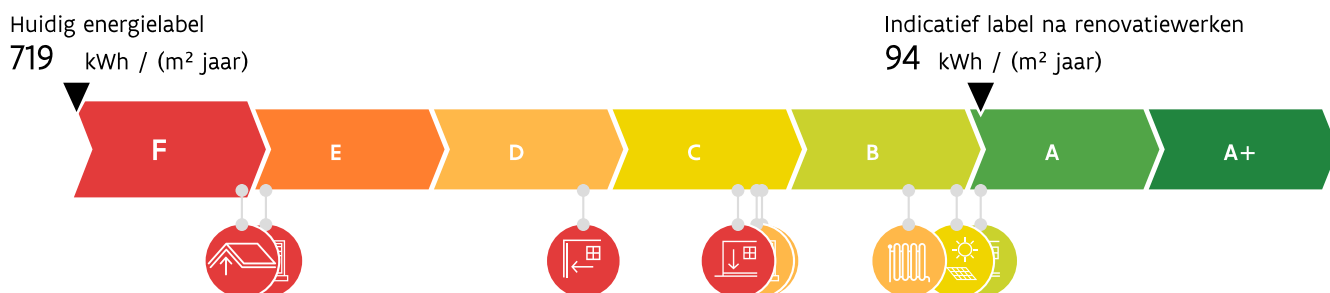 Huidig energielabel
719 kWh / (m² jaar)
Indicatief label na renovatiewerken
94 kWh / (m² jaar)
F E D C B A A+